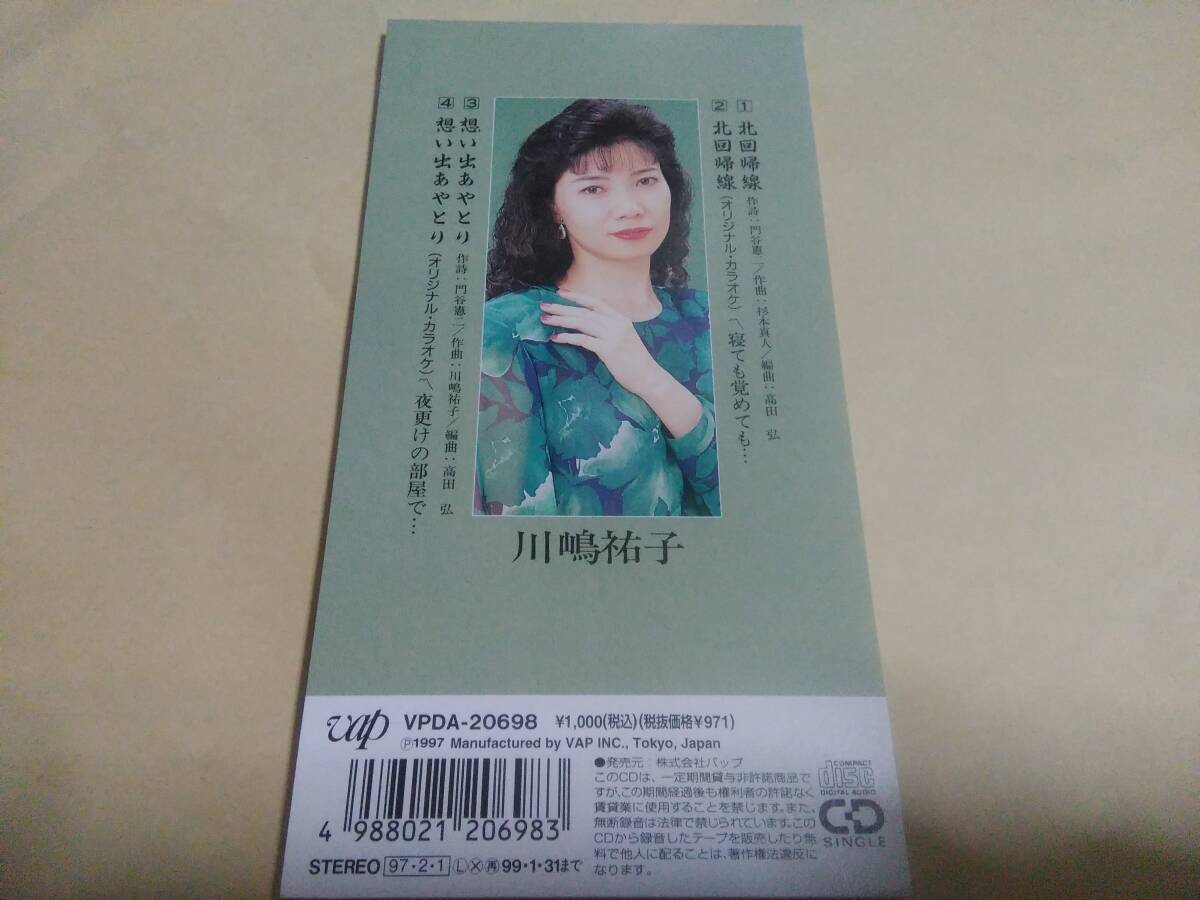 1 北回帰線 作詩:門谷憲二/作曲:杉本真人/編曲:高田 弘
2 北回帰線(オリジナル・カラオケ)\寝ても覚めても…
3 想い出あやとり 作詩:門谷憲二/作曲:川嶋祐子/編曲:高田 弘
4 想い出あやとり(オリジナル・カラオケ)\夜更けの部屋で…
川嶋祐子
vap VPDA-20698 ¥1,000(税込)(税抜価格¥971)
Ⓟ1997 Manufactured by VAP INC., Tokyo, Japan
●発売元:株式会社バップ
このCDは、一定期間貸与非許諾商品で
すが、この期間経過後も権利者の許諾なく
賃貸業に使用することを禁じます。また、
無断録音は法律で禁じられています。この
CDから録音したテープを販売したり無
料で他人に配ることは、著作権法違反に
なります。
COMPACT
disc
DIGITAL AUDIO
CD
SINGLE
4 988021 206983
STEREO 97・2・1 Ⓛ×再99・1・31まで